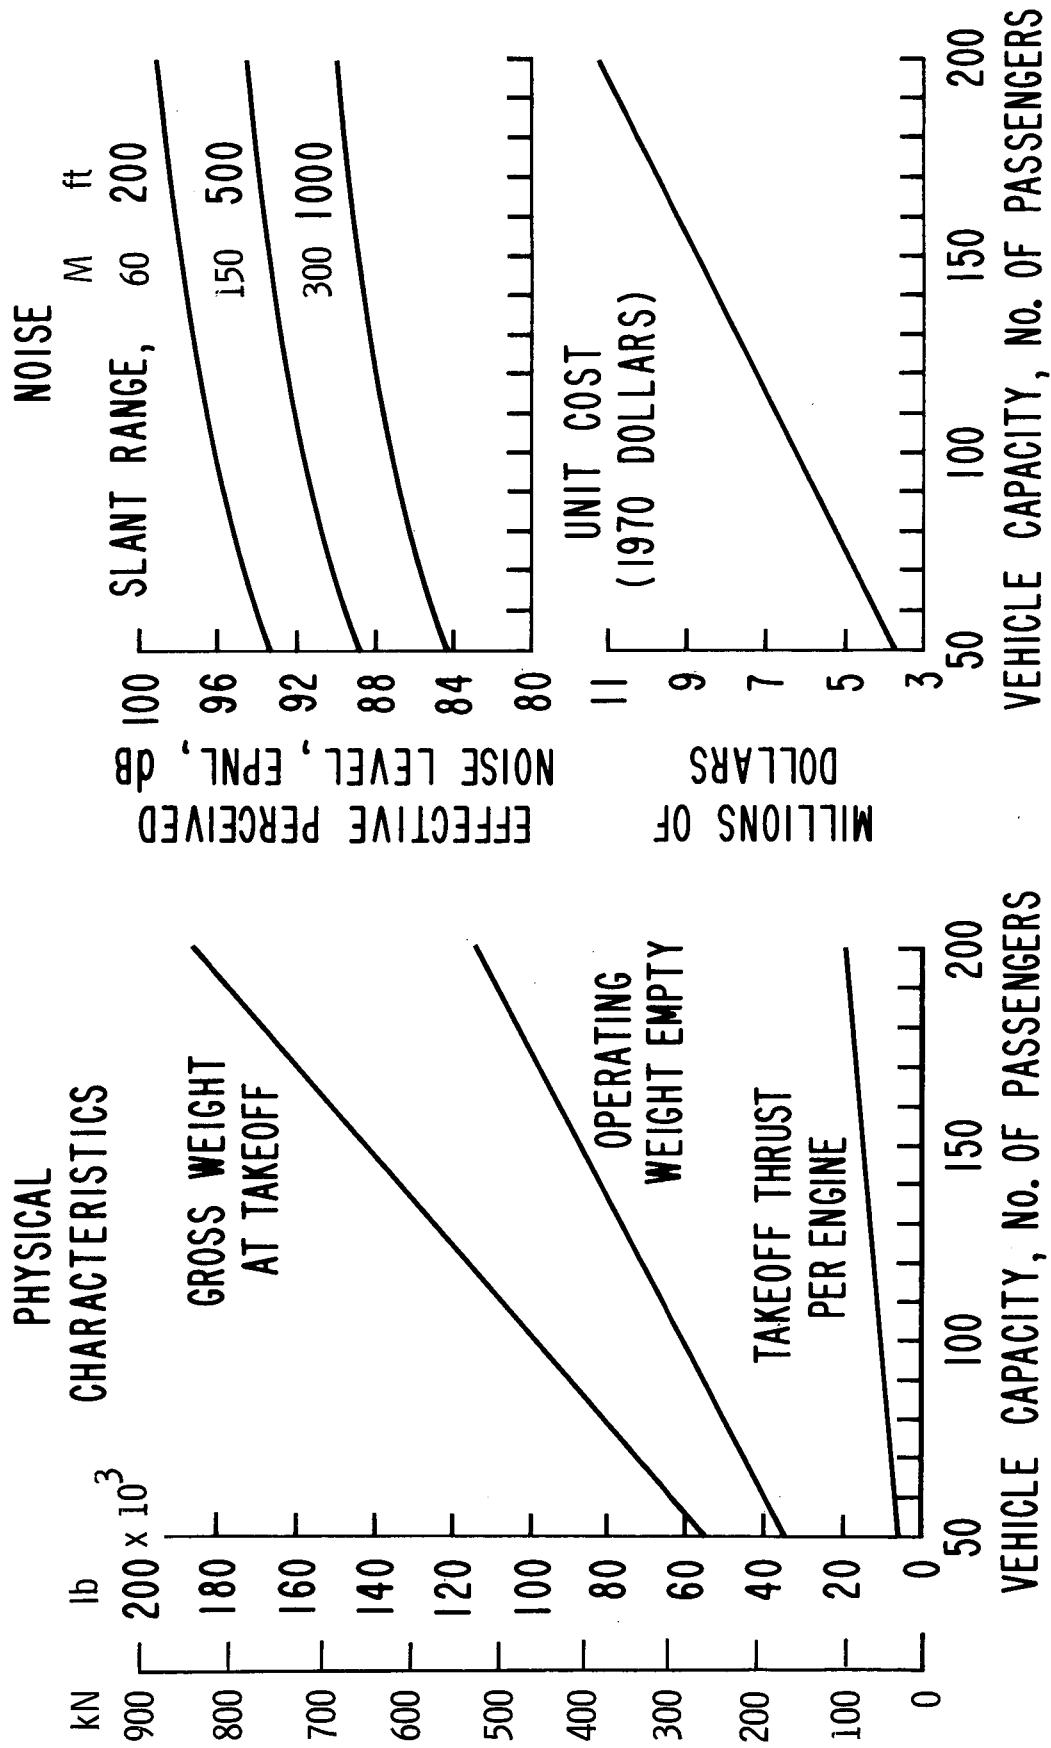 PHYSICAL
CHARACTERISTICS
kN
lb
900
800
700
600
500
400
300
200
100
0
200 x 10³
180
160
140
120
100
80
60
40
20
0
GROSS WEIGHT
AT TAKEOFF
OPERATING
WEIGHT EMPTY
TAKEOFF THRUST
PER ENGINE
50
100
150
200
VEHICLE CAPACITY, No. OF PASSENGERS
NOISE
EFFECTIVE PERCEIVED
NOISE LEVEL, EPNL, dB
100
96
92
88
84
80
M ft
SLANT RANGE, 60 200
150 500
300 1000
UNIT COST
(1970 DOLLARS)
MILLIONS OF
DOLLARS
11
9
7
5
3
50
100
150
200
VEHICLE CAPACITY, No. OF PASSENGERS